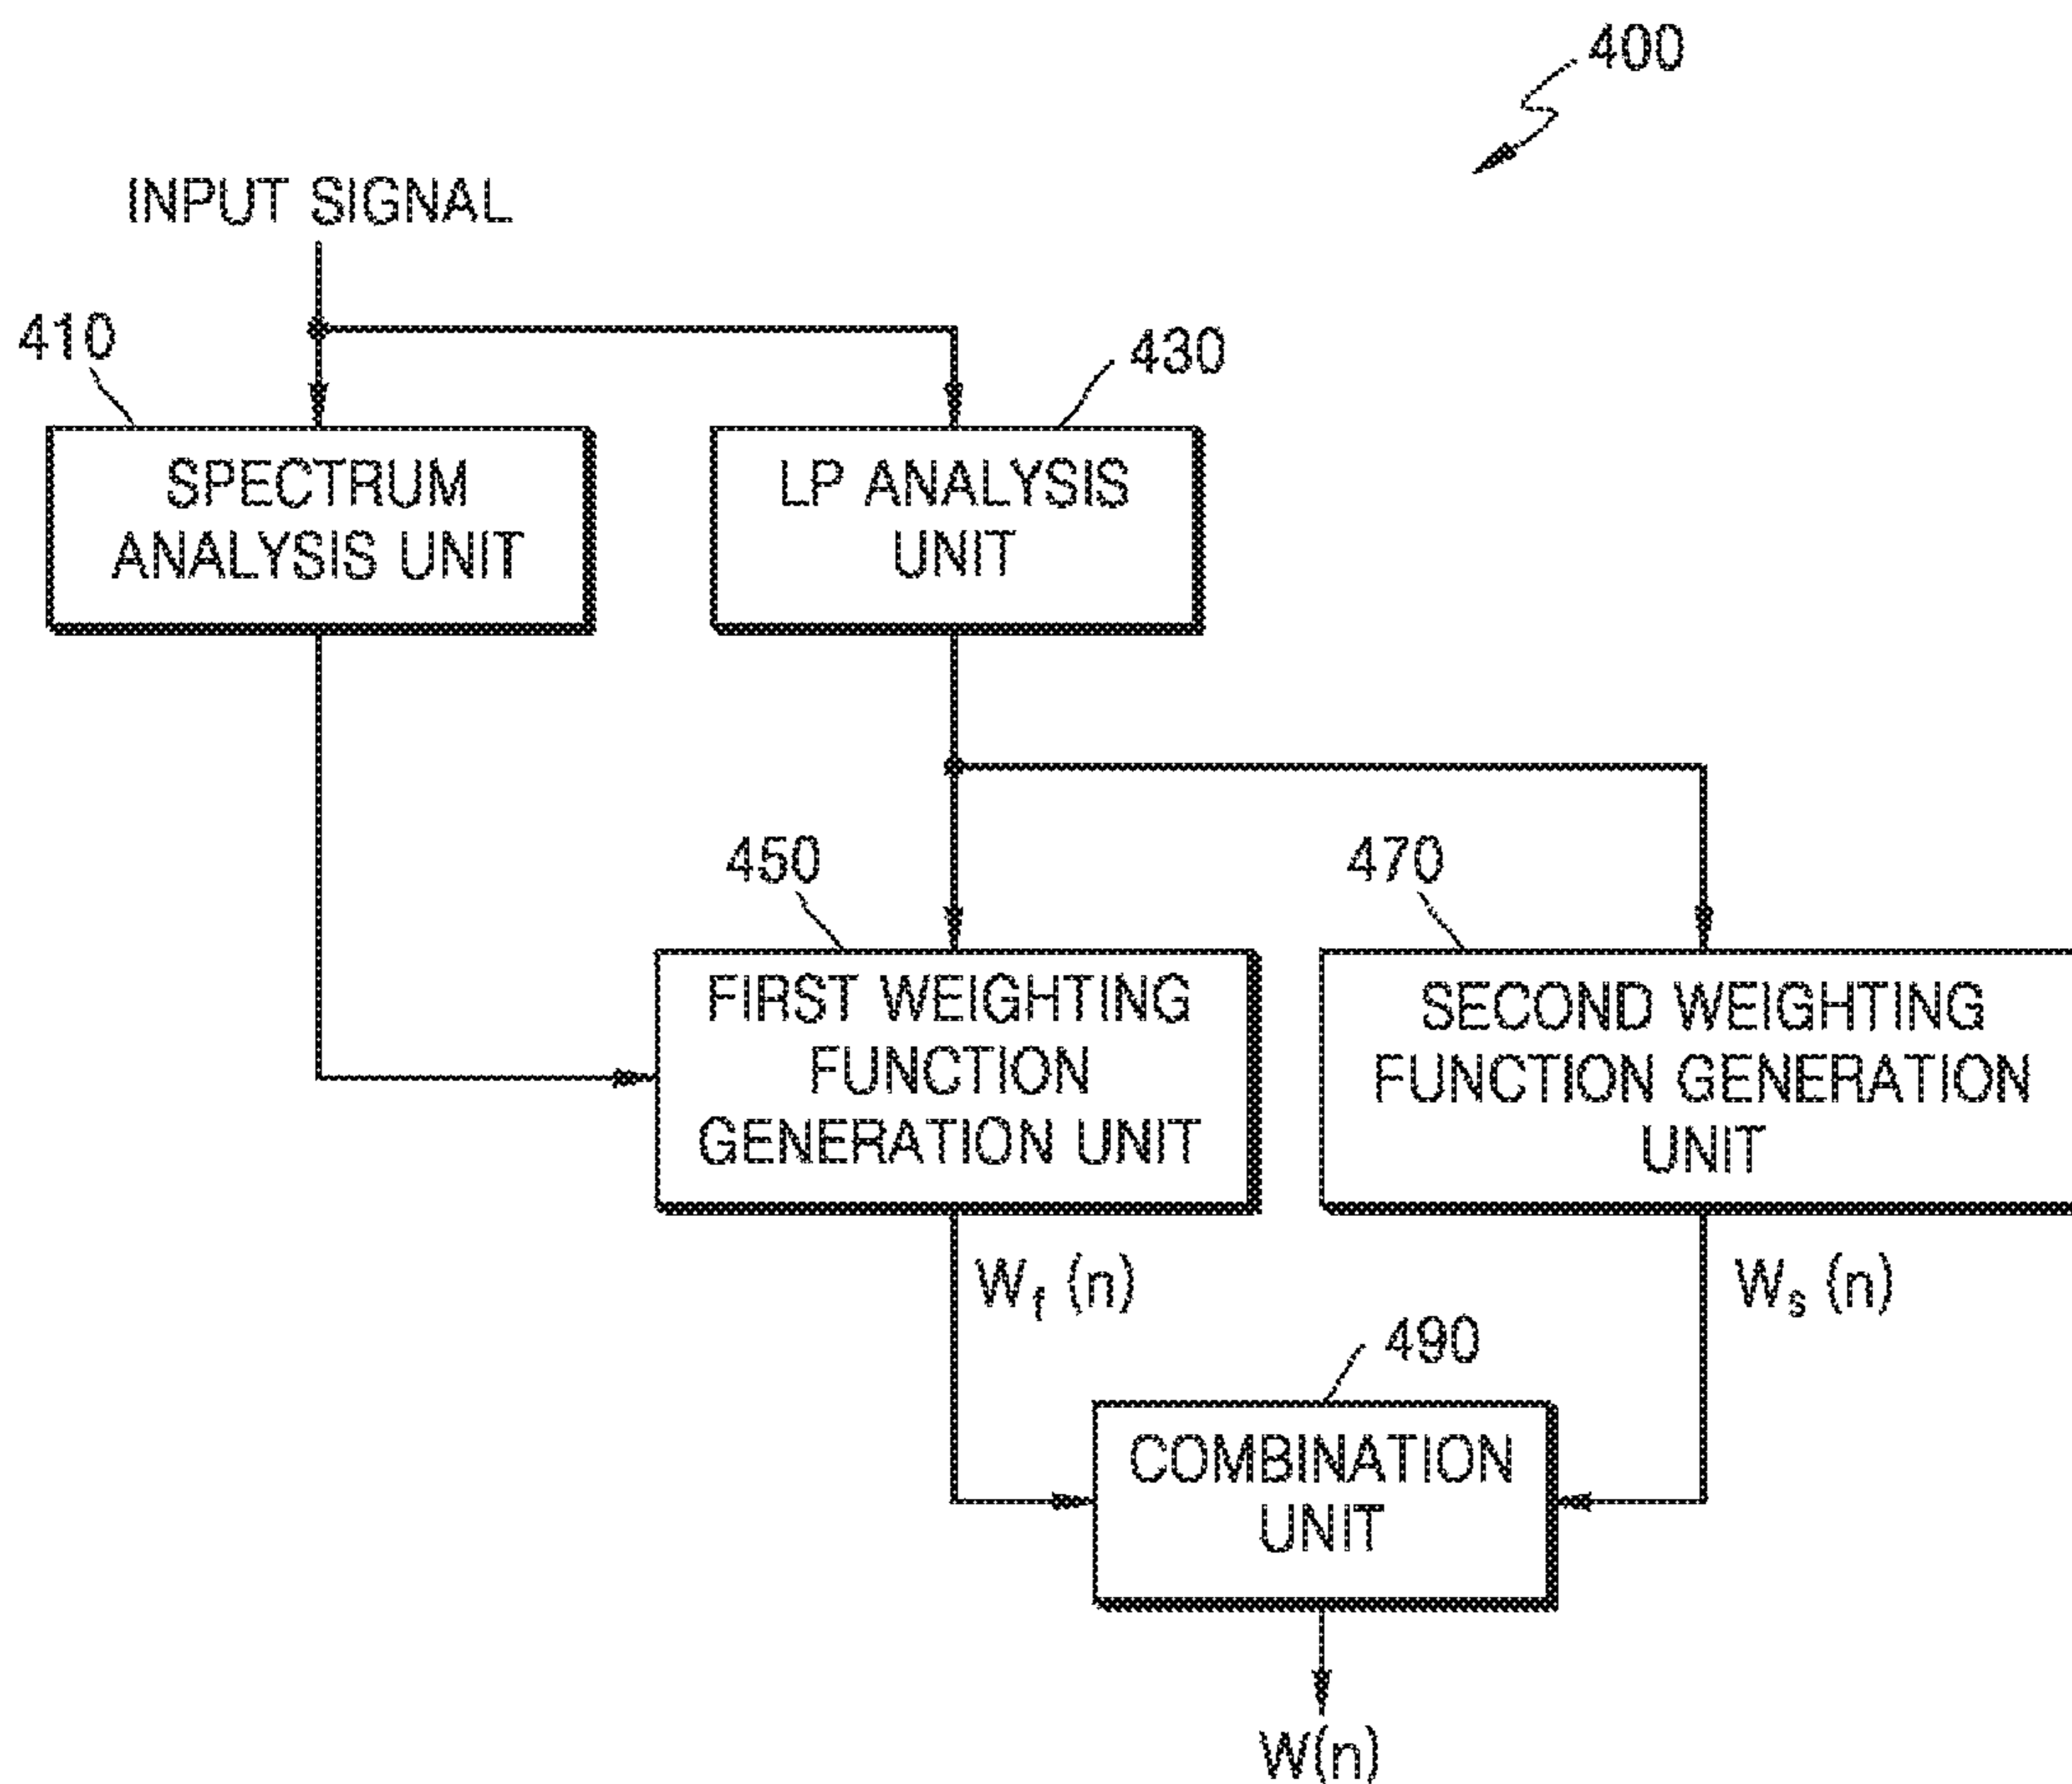 400
INPUT SIGNAL
410
430
SPECTRUM
ANALYSIS UNIT
LP ANALYSIS
UNIT
450
470
FIRST WEIGHTING
FUNCTION
GENERATION UNIT
SECOND WEIGHTING
FUNCTION GENERATION
UNIT
Wf (n)
Ws (n)
490
COMBINATION
UNIT
W(n)